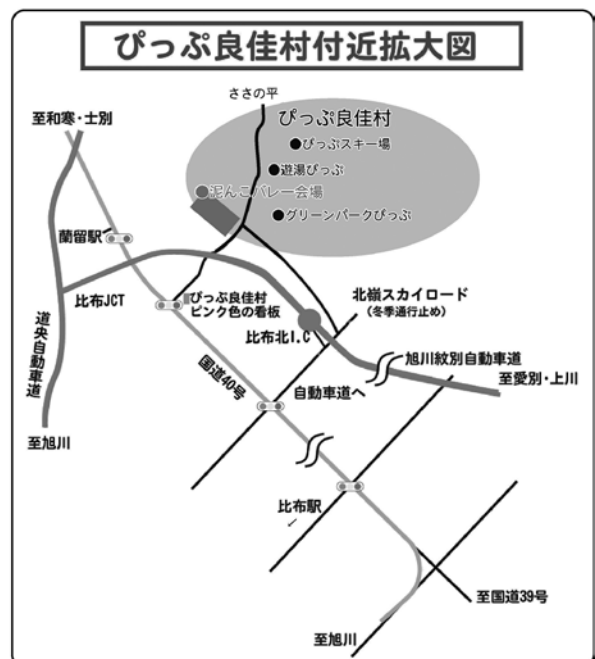 ぴっぷ良佳村付近拡大図
ささの平
至和寒・士別
ぴっぷ良佳村
●ぴっぷスキー場
●遊湯ぴっぷ
●泥んこバレー会場
●グリーンパークぴっぷ
蘭留駅
比布JCT
ぴっぷ良佳村
ピンク色の看板
北嶺スカイロード
(冬季通行止め)
比布北I.C
道央自動車道
国道40号
旭川紋別自動車道
自動車道へ
至愛別・上川
至旭川
比布駅
至国道39号
至旭川